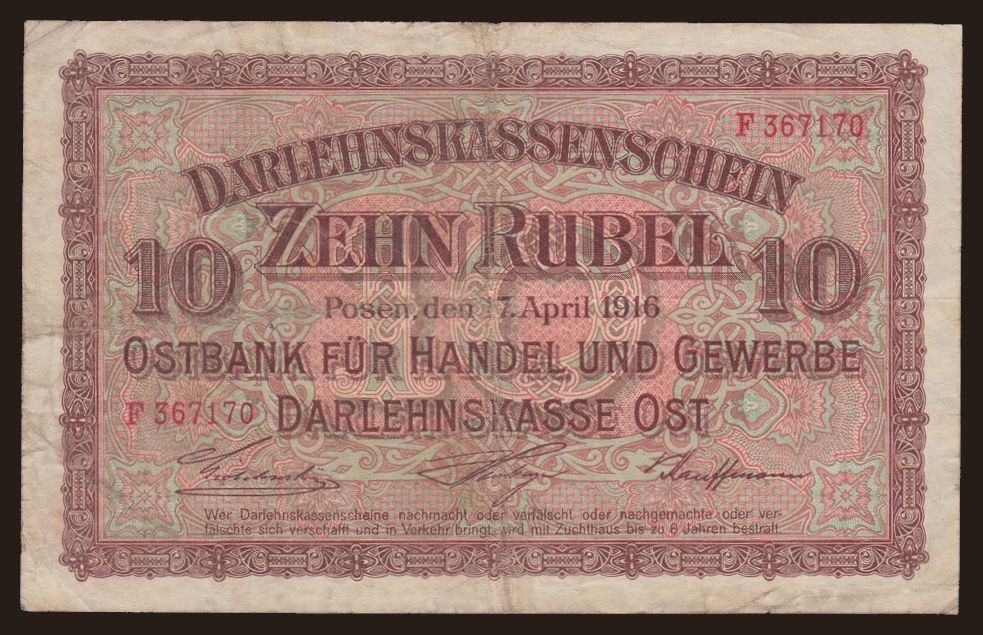 F 367170
DARLEHNSKASSENSCHEIN
10 ZEHN RUBEL 10
Posen, den 17. April 1916
OSTBANK FÜR HANDEL UND GEWERBE
F 367170 DARLEHNSKASSE OST
Kauffmann
Wer Darlehnskassenscheine nachmacht oder verfälscht oder nachgemachte oder ver-
fälschte sich verschafft und in Verkehr bringt, wird mit Zuchthaus bis zu 8 Jahren bestraft.